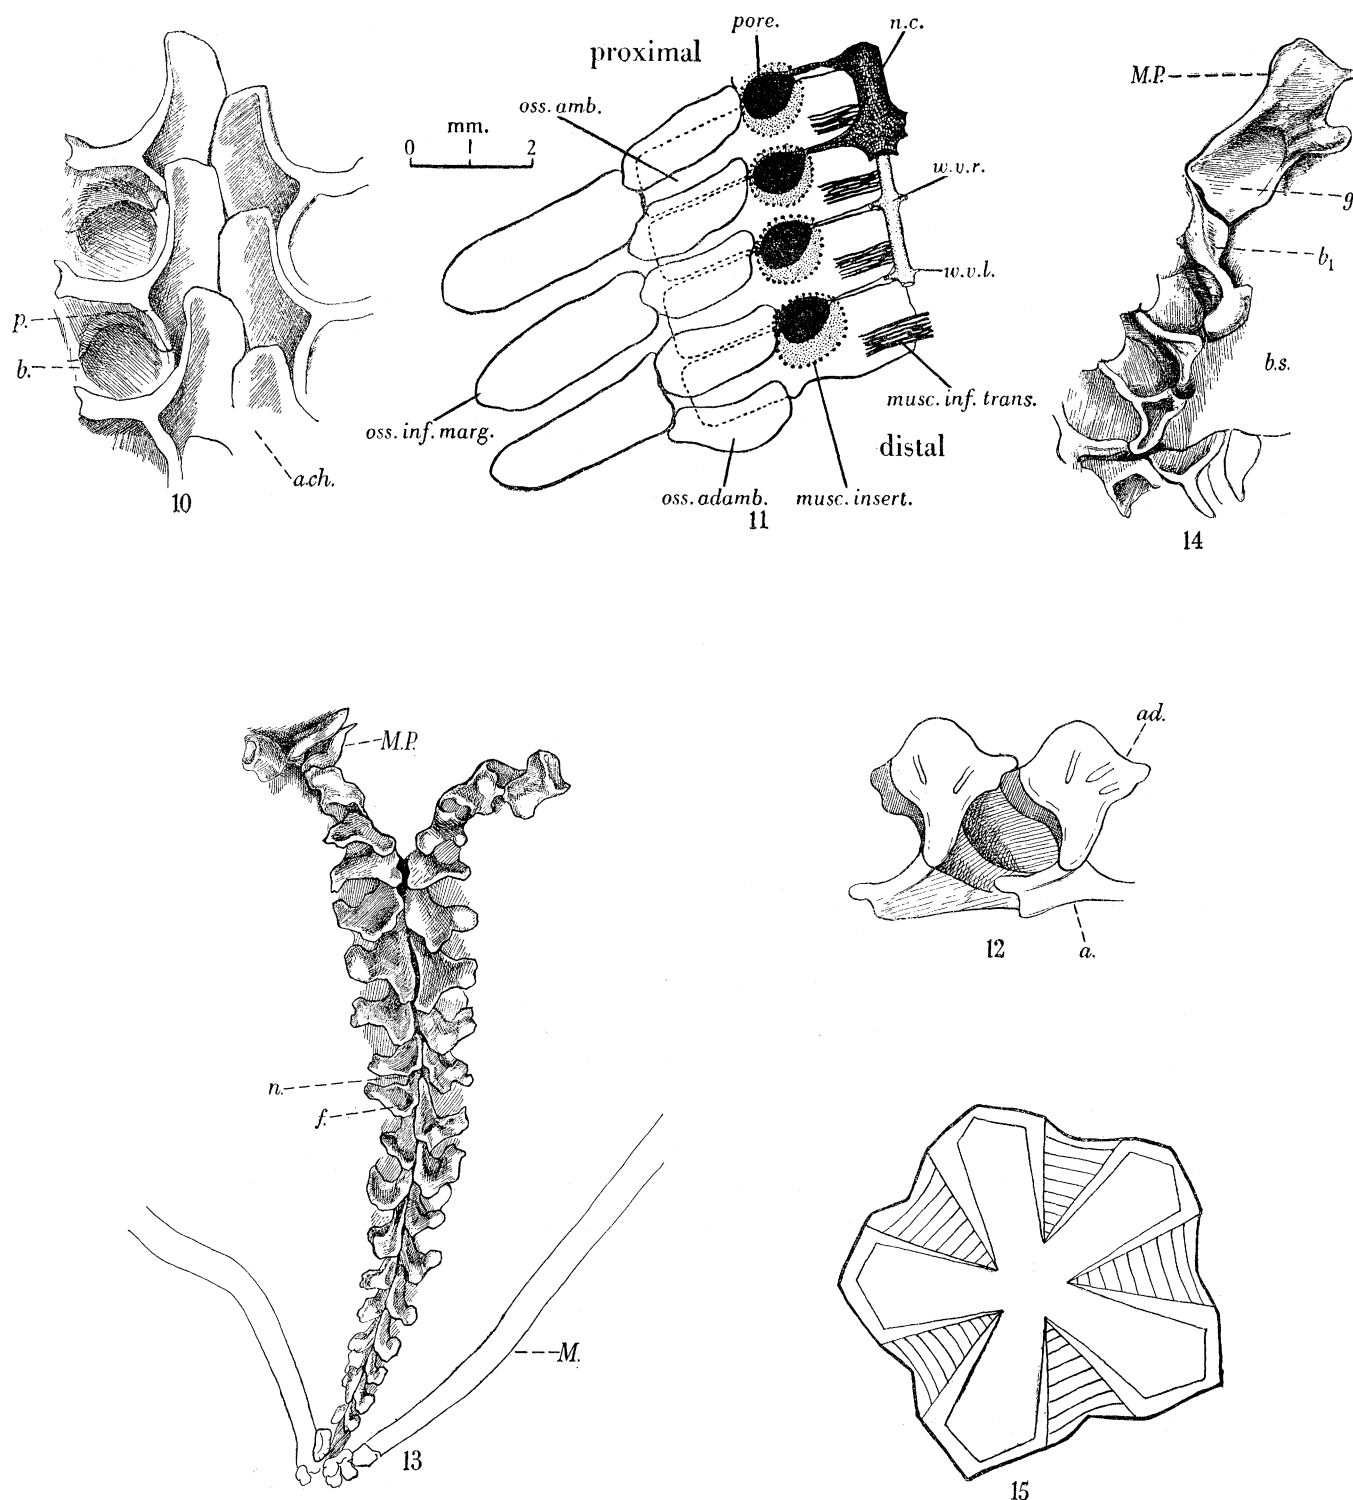 p.
b.
a.ch.
10
proximal
mm.
0 2
pore.
n.c.
oss. amb.
w.v.r.
w.v.l.
oss. inf. marg.
musc. inf. trans.
distal
oss. adamb.
musc. insert.
11
M.P.
g
b1
b.s.
14
M.P.
n.
f.
M.
13
ad.
a.
12
15